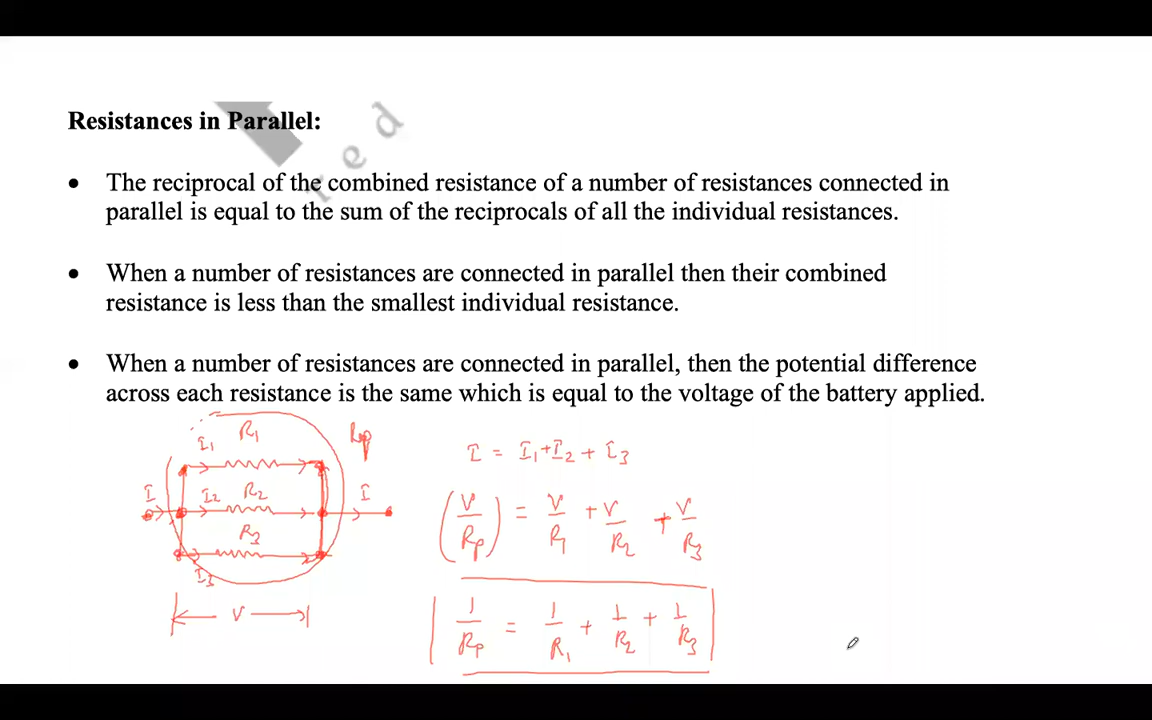 Resistances in Parallel:
red
• The reciprocal of the combined resistance of a number of resistances connected in
parallel is equal to the sum of the reciprocals of all the individual resistances.
• When a number of resistances are connected in parallel then their combined
resistance is less than the smallest individual resistance.
• When a number of resistances are connected in parallel, then the potential difference
across each resistance is the same which is equal to the voltage of the battery applied.
I₁ R₁ Rp
I I₂ R₂ I
R₃
I₃
V
I = I₁+I₂ + I₃
(V/Rp) = V/R₁ + V/R₂ + V/R₃
1/Rp = 1/R₁ + 1/R₂ + 1/R₃